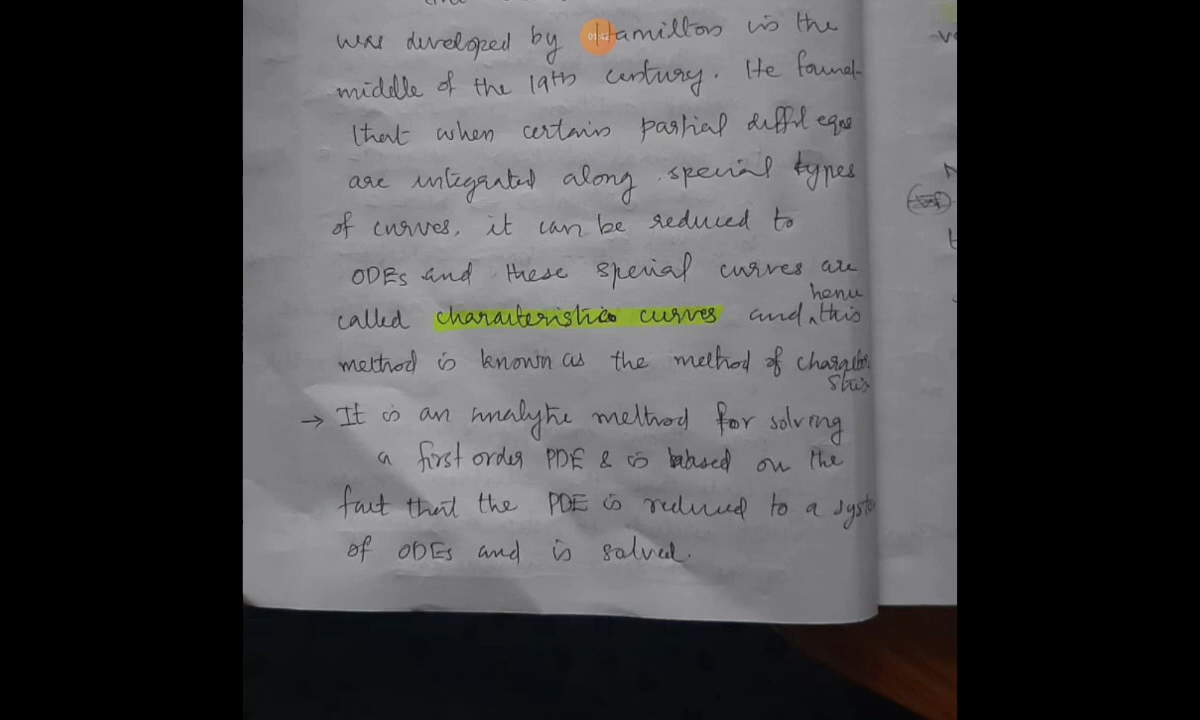 was developed by Hamilton in the
middle of the 19th century. He found
that when certain partial diffl eqns
are integrated along special types
of curves, it can be reduced to
ODEs and these special curves are
called characteristic curves and hence this
method is known as the method of
→ It is an analytic method for solving
a first order PDE & is based on the
fact that the PDE is reduced to a
of ODEs and is solved.
01:42